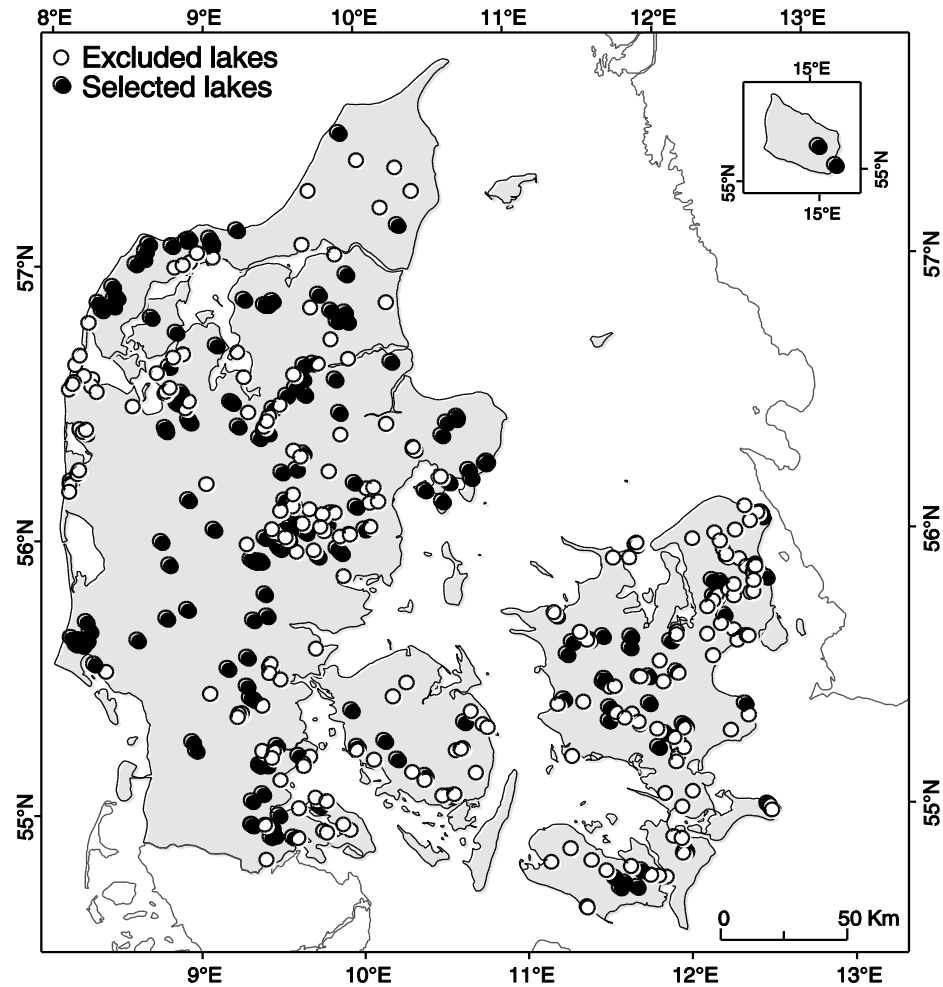 8°E 9°E 10°E 11°E 12°E 13°E
Excluded lakes
Selected lakes
15°E
55°N 55°N
15°E
57°N 57°N
56°N 56°N
55°N 55°N
0 50 Km
9°E 10°E 11°E 12°E 13°E